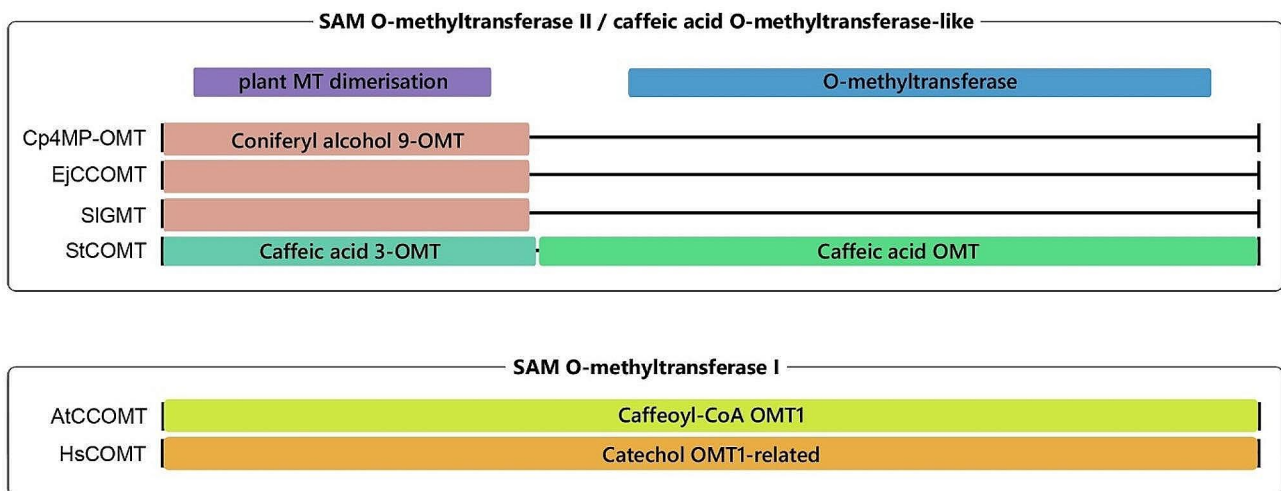 SAM O-methyltransferase II / caffeic acid O-methyltransferase-like
plant MT dimerisation O-methyltransferase
Cp4MP-OMT Coniferyl alcohol 9-OMT
EjCCOMT
SlGMT
StCOMT Caffeic acid 3-OMT Caffeic acid OMT
SAM O-methyltransferase I
AtCCOMT Caffeoyl-CoA OMT1
HsCOMT Catechol OMT1-related